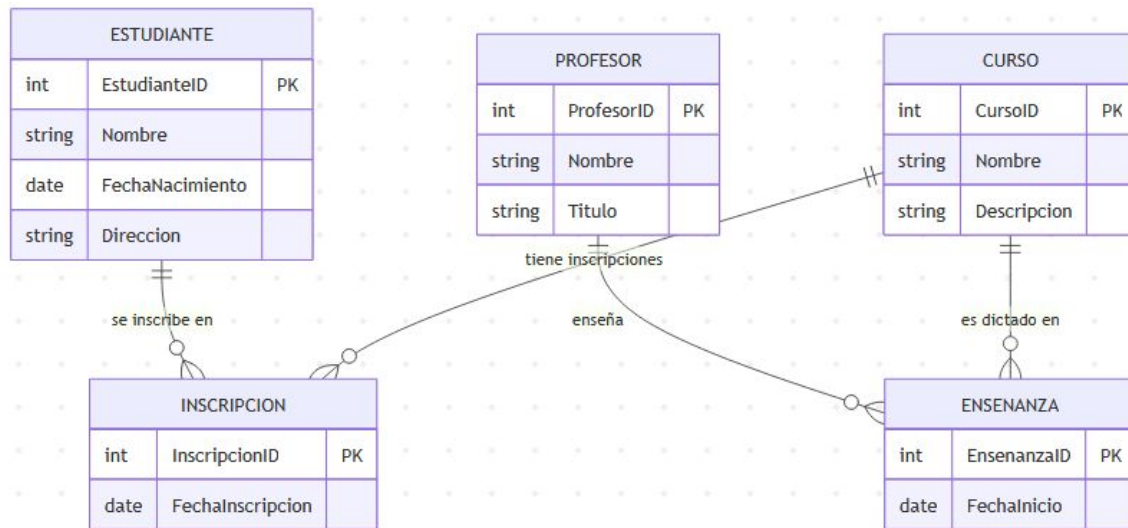 ESTUDIANTE
int EstudianteID PK
string Nombre
date FechaNacimiento
string Direccion
PROFESOR
int ProfesorID PK
string Nombre
string Titulo
CURSO
int CursoID PK
string Nombre
string Descripcion
tiene inscripciones
se inscribe en
enseña
es dictado en
INSCRIPCION
int InscripcionID PK
date FechaInscripcion
ENSENANZA
int EnsenanzaID PK
date FechaInicio